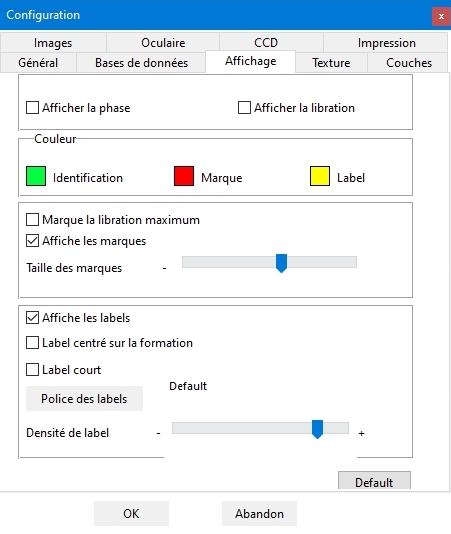 Configuration
x
Images Oculaire CCD Impression
Général Bases de données Affichage Texture Couches
Afficher la phase Afficher la libration
Couleur
Identification Marque Label
Marque la libration maximum
Affiche les marques
Taille des marques -
Affiche les labels
Label centré sur la formation
Label court
Default
Police des labels
Densité de label - +
Default
OK Abandon